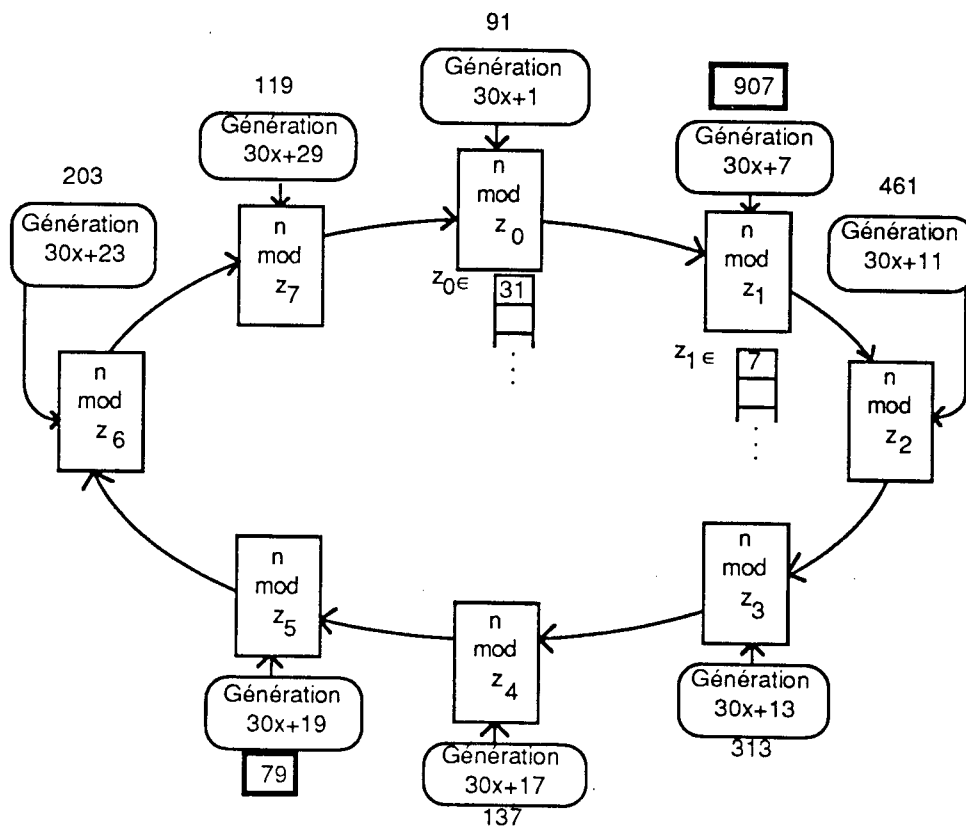 91
Génération
30x+1
n
mod
z0
z0∈
31
907
Génération
30x+7
n
mod
z1
z1∈
7
461
Génération
30x+11
n
mod
z2
n
mod
z3
Génération
30x+13
313
n
mod
z4
Génération
30x+17
137
n
mod
z5
Génération
30x+19
79
203
Génération
30x+23
n
mod
z6
119
Génération
30x+29
n
mod
z7